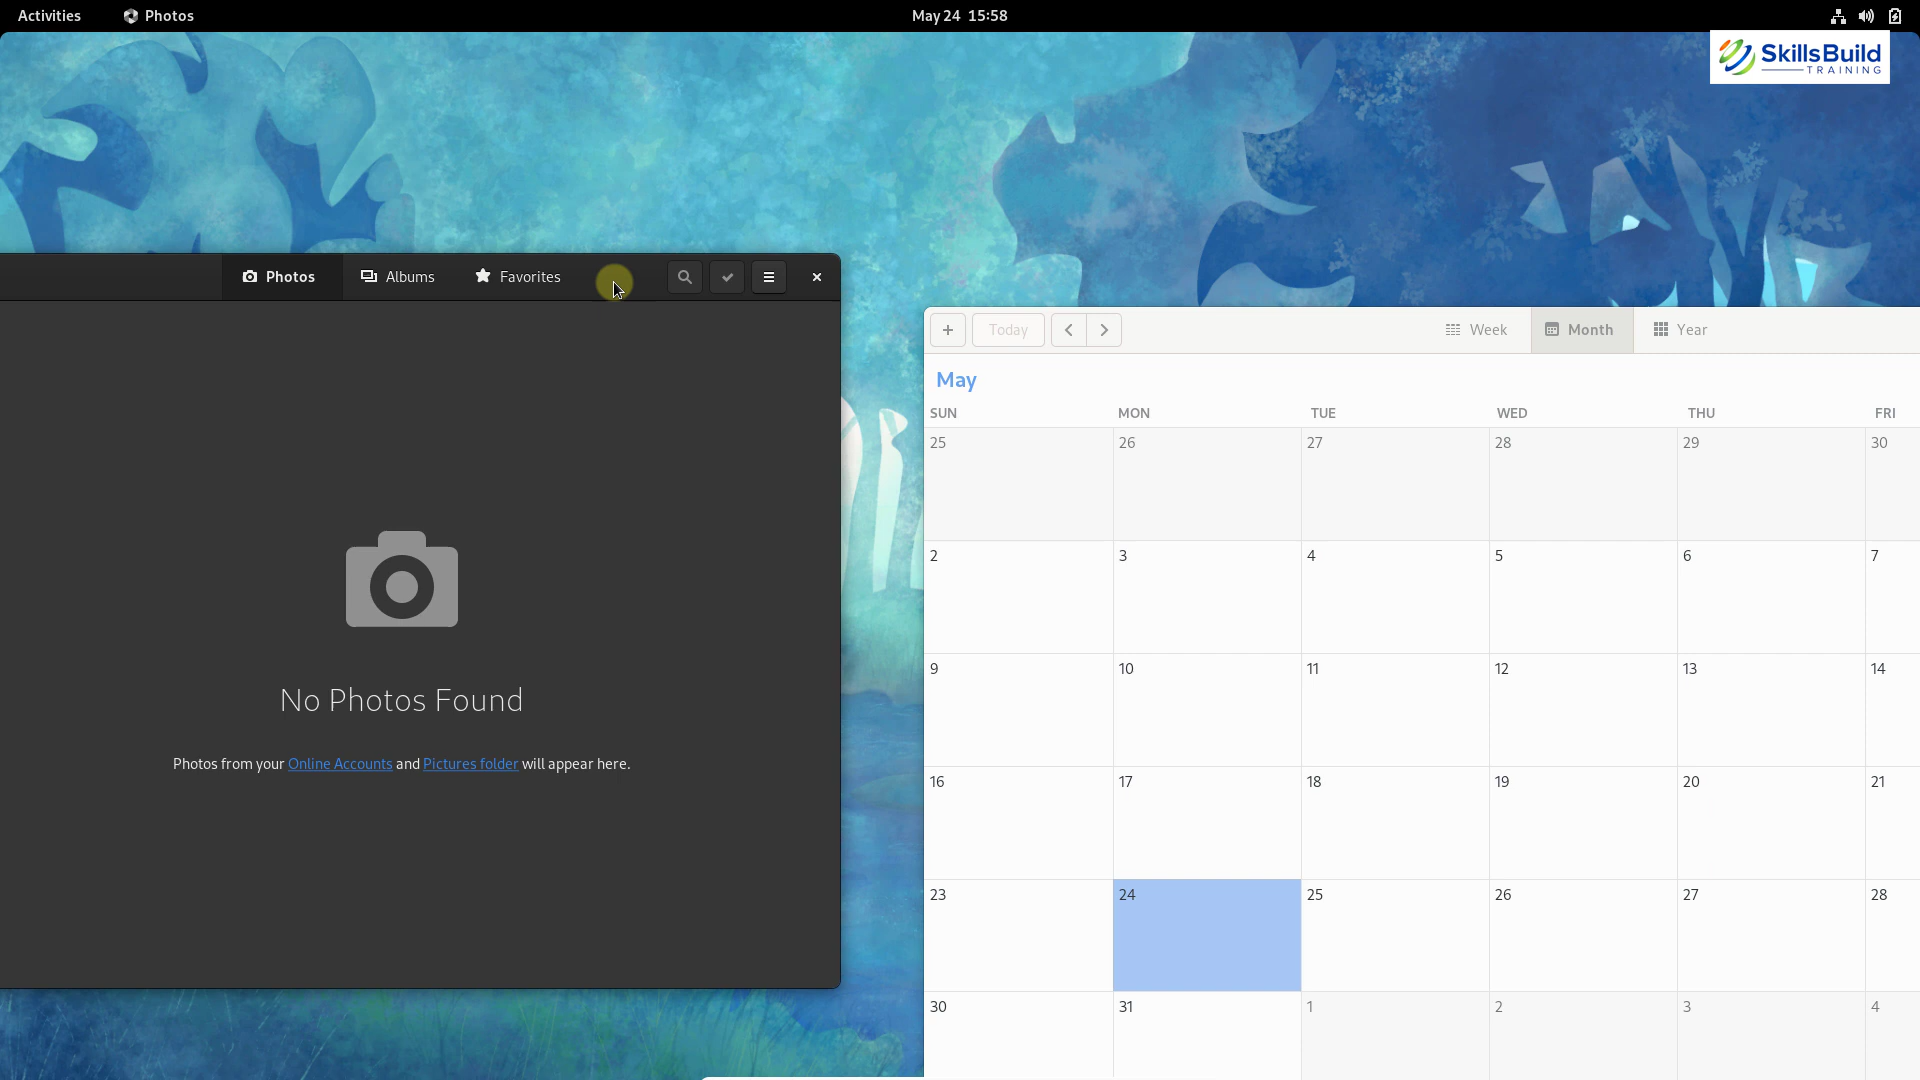 Activities Photos May 24 15:58
SkillsBuild
TRAINING
Photos Albums Favorites
No Photos Found
Photos from your Online Accounts and Pictures folder will appear here.
+ Today Week Month Year
May
SUN MON TUE WED THU FRI
25 26 27 28 29 30
2 3 4 5 6 7
9 10 11 12 13 14
16 17 18 19 20 21
23 24 25 26 27 28
30 31 1 2 3 4